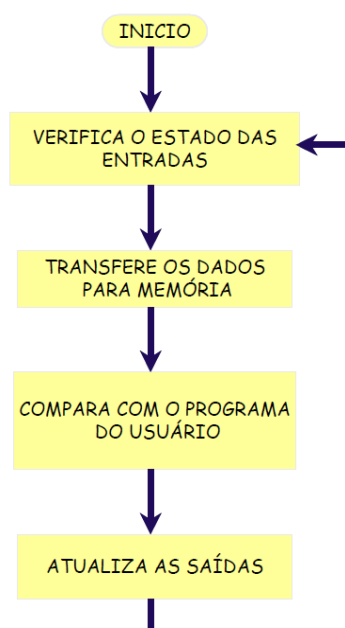 INICIO
VERIFICA O ESTADO DAS
ENTRADAS
TRANSFERE OS DADOS
PARA MEMÓRIA
COMPARA COM O PROGRAMA
DO USUÁRIO
ATUALIZA AS SAÍDAS